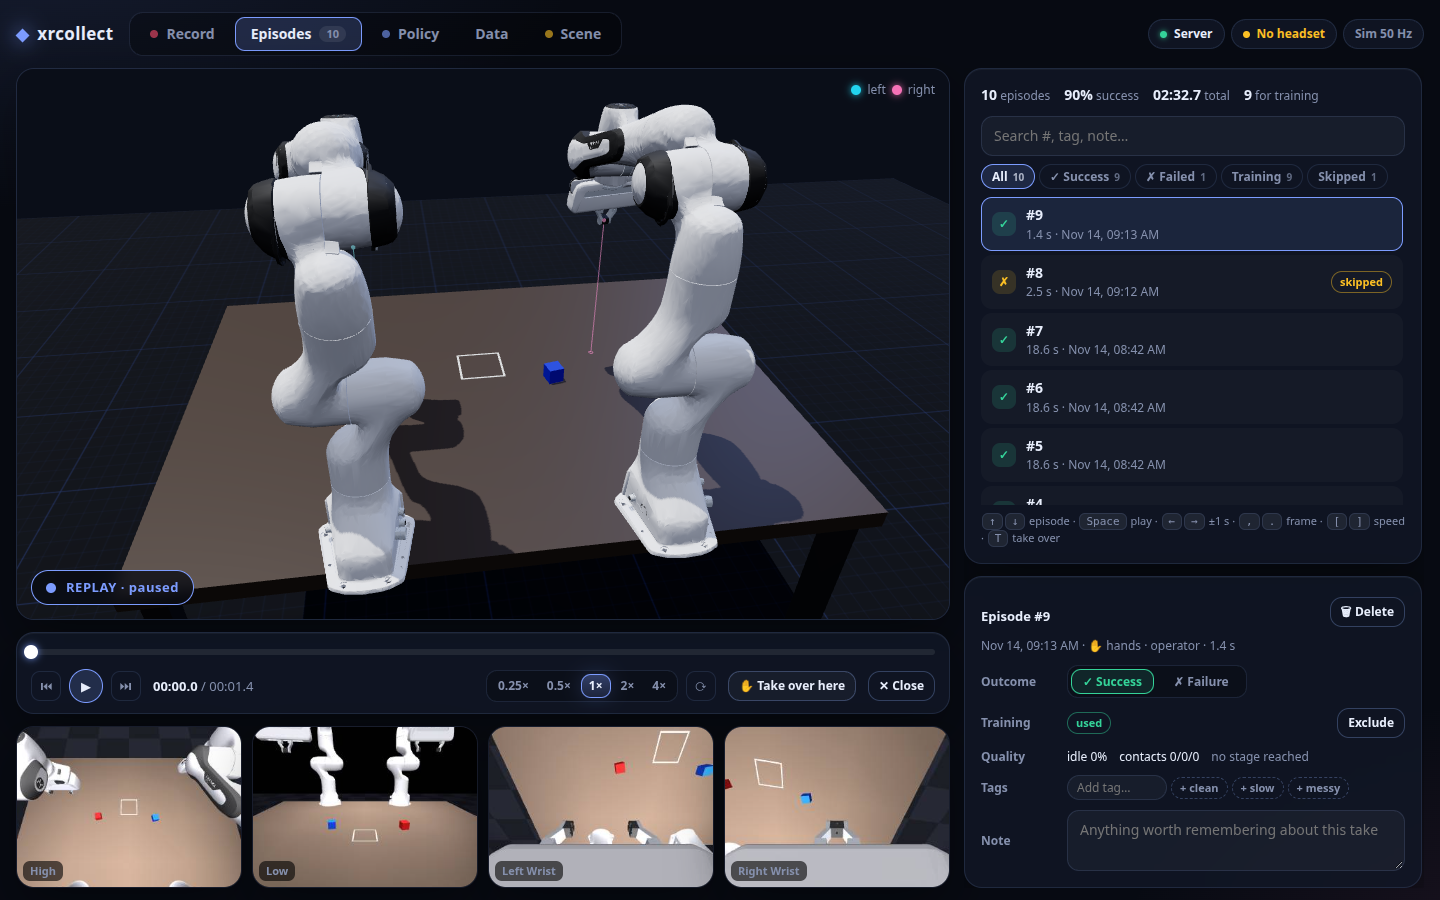 xrcollect
Record
Episodes 10
Policy
Data
Scene
Server
No headset
Sim 50 Hz
left right
REPLAY · paused
00:00.0 / 00:01.4
0.25× 0.5× 1× 2× 4×
✋ Take over here
✕ Close
High
Low
Left Wrist
Right Wrist
10 episodes 90% success 02:32.7 total 9 for training
Search #, tag, note...
All 10
✓ Success 9
✗ Failed 1
Training 9
Skipped 1
✓ #9
1.4 s · Nov 14, 09:13 AM
✗ #8
2.5 s · Nov 14, 09:12 AM
skipped
✓ #7
18.6 s · Nov 14, 08:42 AM
✓ #6
18.6 s · Nov 14, 08:42 AM
✓ #5
18.6 s · Nov 14, 08:42 AM
#4
↑ ↓ episode · Space play · ← → ±1 s · , . frame · [ ] speed
· T take over
Episode #9
Delete
Nov 14, 09:13 AM · ✋ hands · operator · 1.4 s
Outcome ✓ Success ✗ Failure
Training used Exclude
Quality idle 0% contacts 0/0/0 no stage reached
Tags Add tag... + clean + slow + messy
Note Anything worth remembering about this take